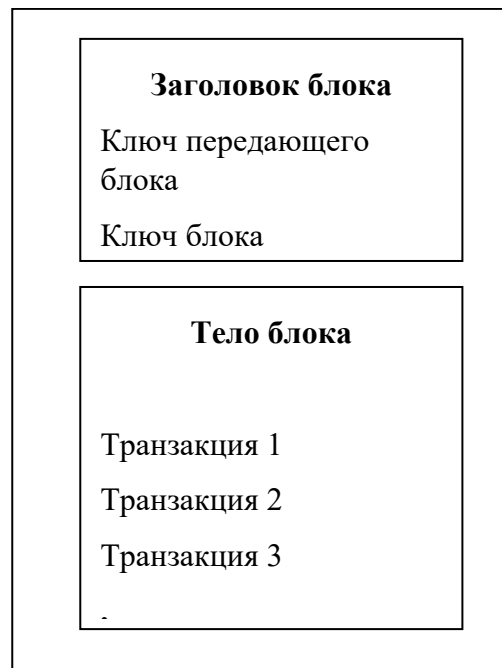 Заголовок блока
Ключ передающего
блока
Ключ блока
Тело блока
Транзакция 1
Транзакция 2
Транзакция 3
.